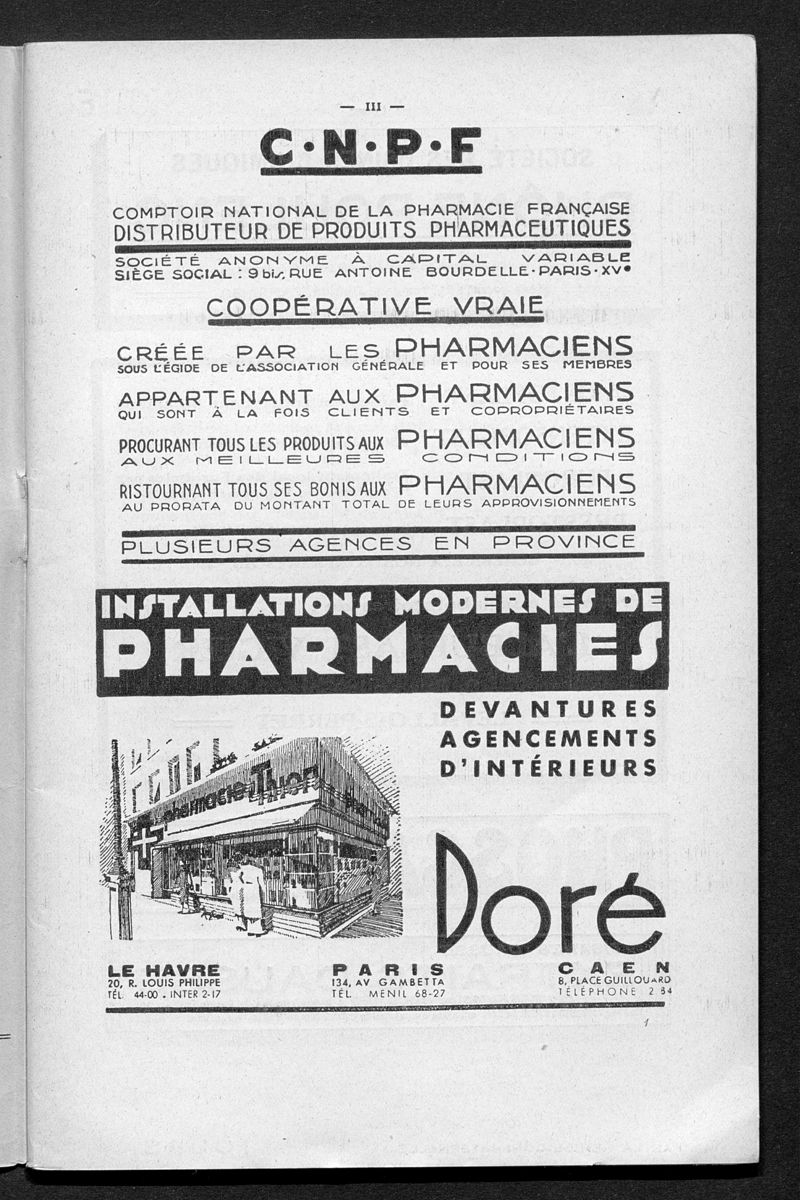 — III —
C·N·P·F
COMPTOIR NATIONAL DE LA PHARMACIE FRANÇAISE
DISTRIBUTEUR DE PRODUITS PHARMACEUTIQUES
SOCIÉTÉ ANONYME À CAPITAL VARIABLE
SIÈGE SOCIAL : 9 bis, RUE ANTOINE BOURDELLE · PARIS · XVe
COOPÉRATIVE VRAIE
CRÉÉE PAR LES PHARMACIENS
SOUS L'ÉGIDE DE L'ASSOCIATION GÉNÉRALE ET POUR SES MEMBRES
APPARTENANT AUX PHARMACIENS
QUI SONT À LA FOIS CLIENTS ET COPROPRIÉTAIRES
PROCURANT TOUS LES PRODUITS AUX PHARMACIENS
AUX MEILLEURES CONDITIONS
RISTOURNANT TOUS SES BONIS AUX PHARMACIENS
AU PRORATA DU MONTANT TOTAL DE LEURS APPROVISIONNEMENTS
PLUSIEURS AGENCES EN PROVINCE
INSTALLATIONS MODERNES DE
PHARMACIES
DEVANTURES
AGENCEMENTS
D'INTÉRIEURS
pharmacie Thion
Doré
LE HAVRE
20, R. LOUIS PHILIPPE
TÉL. 44-00 . INTER 2-17
PARIS
134, AV GAMBETTA
TÉL MENIL 68-27
CAEN
8, PLACE GUILLOUARD
TÉLÉPHONE 2 84
1